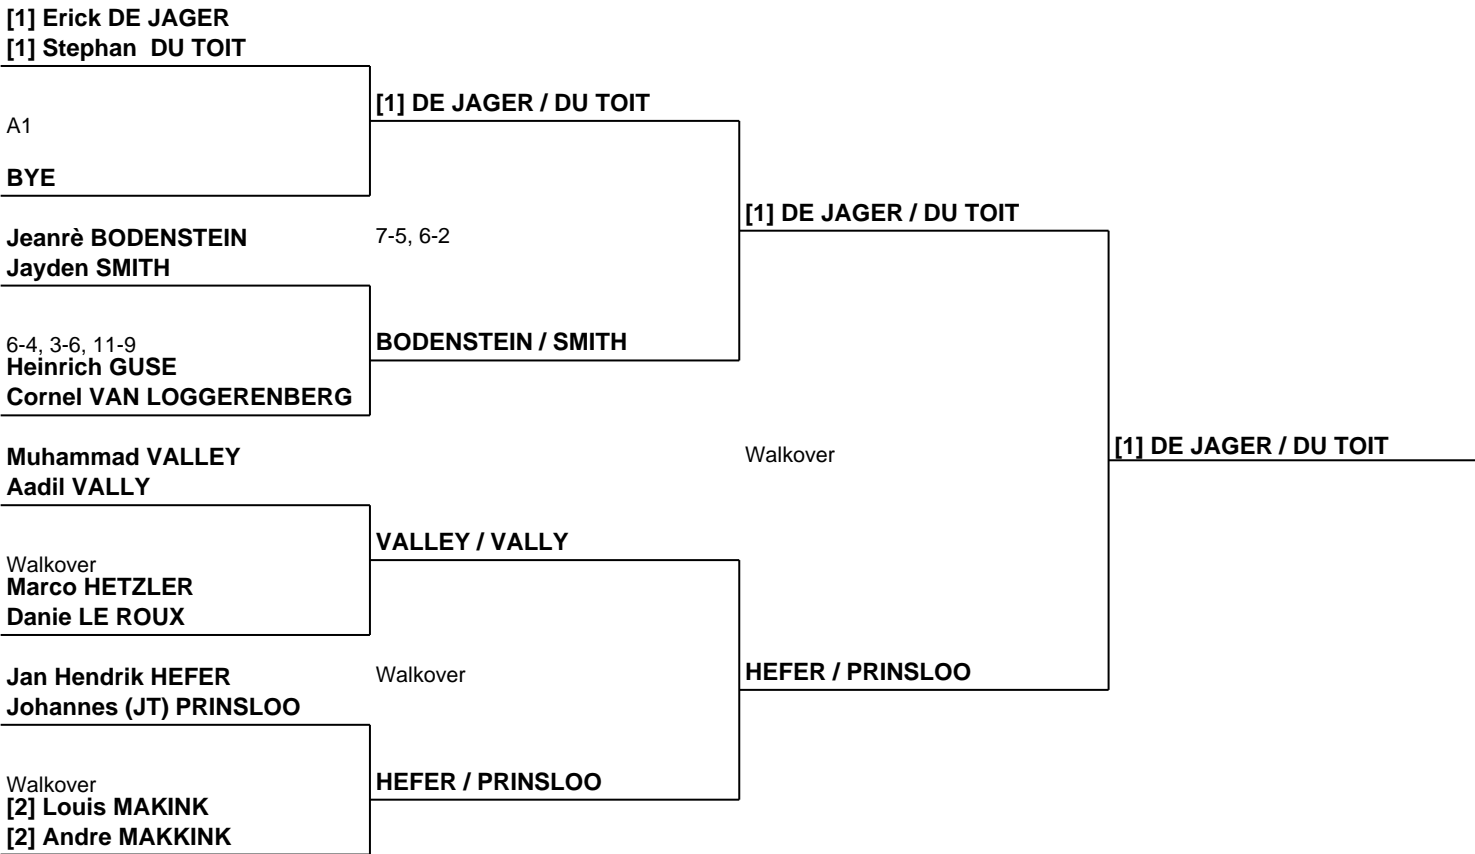 [1] Erick DE JAGER
[1] Stephan  DU TOIT
A1
BYE
Jeanrè BODENSTEIN
Jayden SMITH
6-4, 3-6, 11-9
Heinrich GUSE
Cornel VAN LOGGERENBERG
Muhammad VALLEY
Aadil VALLY
Walkover
Marco HETZLER
Danie LE ROUX
Jan Hendrik HEFER
Johannes (JT) PRINSLOO
Walkover
[2] Louis MAKINK
[2] Andre MAKKINK
[1] DE JAGER / DU TOIT
7-5, 6-2
BODENSTEIN / SMITH
VALLEY / VALLY
Walkover
HEFER / PRINSLOO
[1] DE JAGER / DU TOIT
Walkover
HEFER / PRINSLOO
[1] DE JAGER / DU TOIT